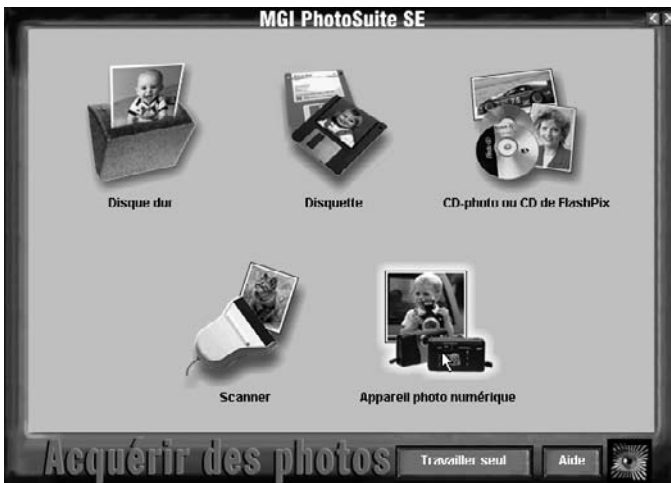 MGI PhotoSuite SE
Disque dur
Disquette
CD-photo ou CD de FlashPix
Scanner
Appareil photo numérique
Acquérir des photos
Travailler seul
Aide